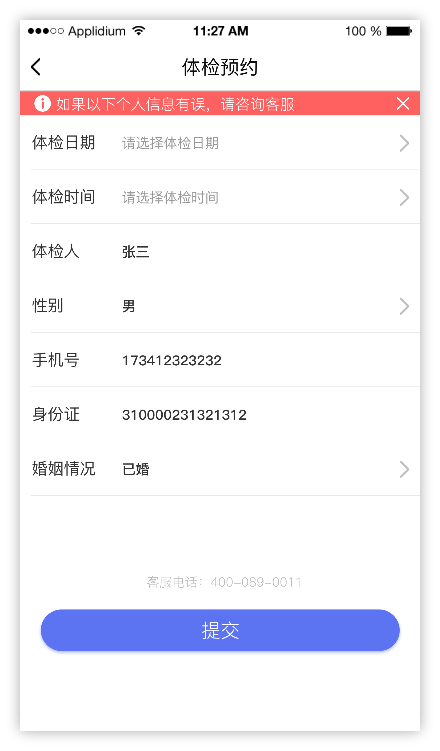 Applidium 11:27 AM 100 %
体检预约
如果以下个人信息有误，请咨询客服
体检日期 请选择体检日期
体检时间 请选择体检时间
体检人 张三
性别 男
手机号 173412323232
身份证 310000231321312
婚姻情况 已婚
客服电话：400-089-0011
提交